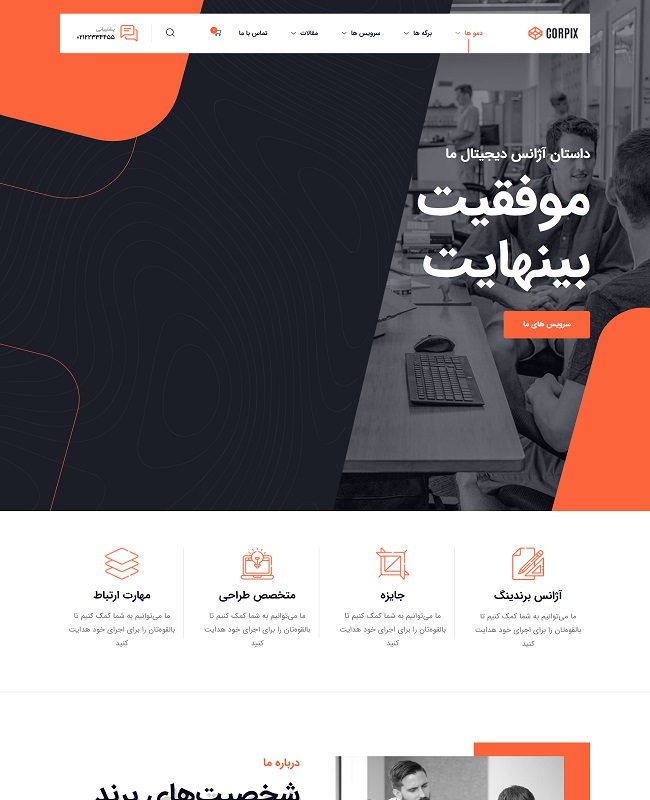 CORPIX
دمو ها
برگه ها
سرویس ها
مقالات
تماس با ما
پشتیبانی
۰۲۱۲۲۳۳۴۴۵۵
داستان آژانس دیجیتال ما
موفقیت
بینهایت
سرویس های ما
آژانس برندینگ
ما می‌توانیم به شما کمک کنیم تا
بالقوه‌تان را برای اجرای خود هدایت
کنید
جایزه
ما می‌توانیم به شما کمک کنیم تا
بالقوه‌تان را برای اجرای خود هدایت
کنید
متخصص طراحی
ما می‌توانیم به شما کمک کنیم تا
بالقوه‌تان را برای اجرای خود هدایت
کنید
مهارت ارتباط
ما می‌توانیم به شما کمک کنیم تا
بالقوه‌تان را برای اجرای خود هدایت
کنید
درباره ما
شخصیت‌های برند